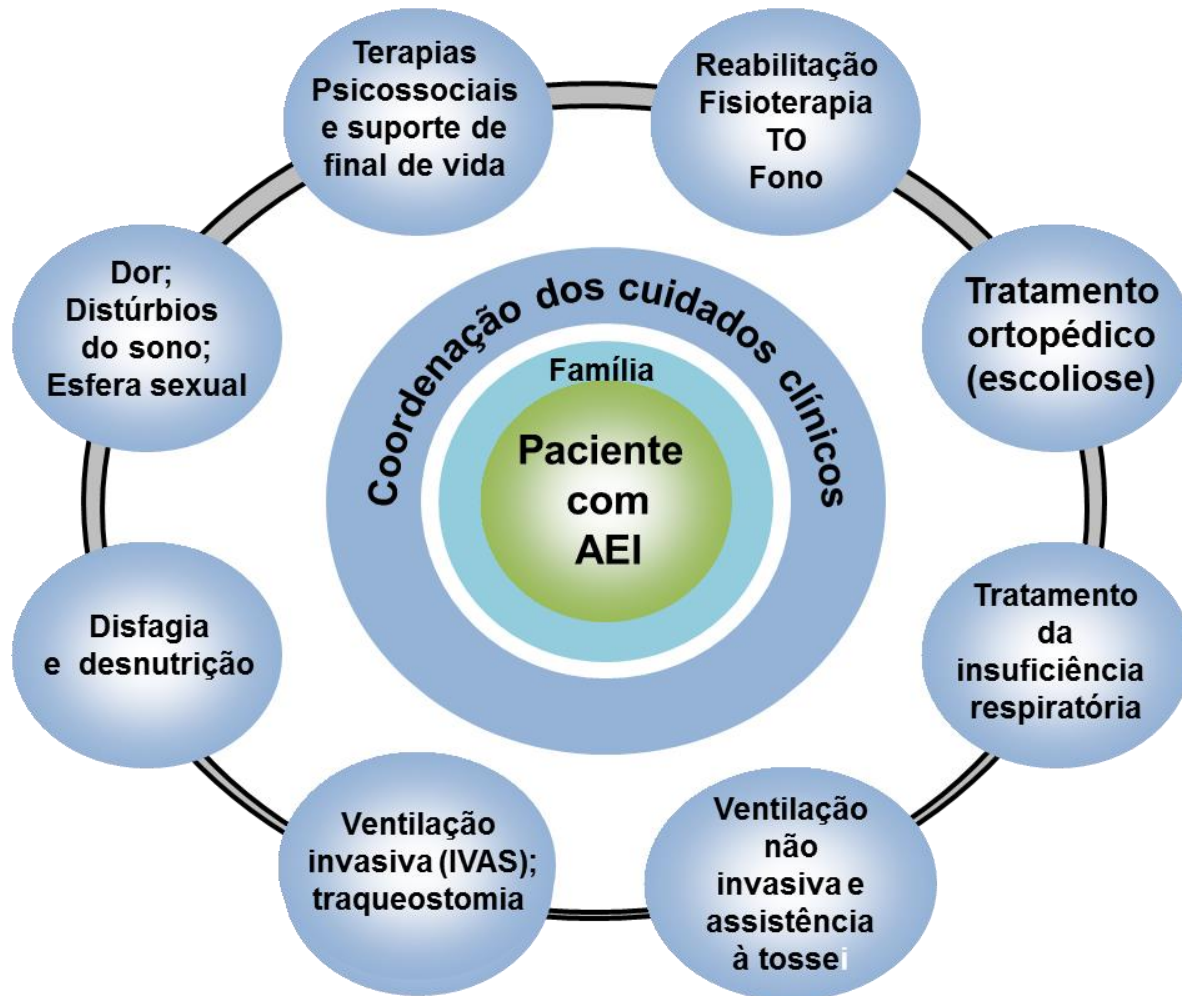 Terapias
Psicossociais
e suporte de
final de vida
Reabilitação
Fisioterapia
TO
Fono
Dor;
Distúrbios
do sono;
Esfera sexual
Tratamento
ortopédico
(escoliose)
Coordenação dos cuidados clínicos
Família
Paciente
com
AEI
Disfagia
e desnutrição
Tratamento
da
insuficiência
respiratória
Ventilação
invasiva (IVAS);
traqueostomia
Ventilação
não
invasiva e
assistência
à tossei